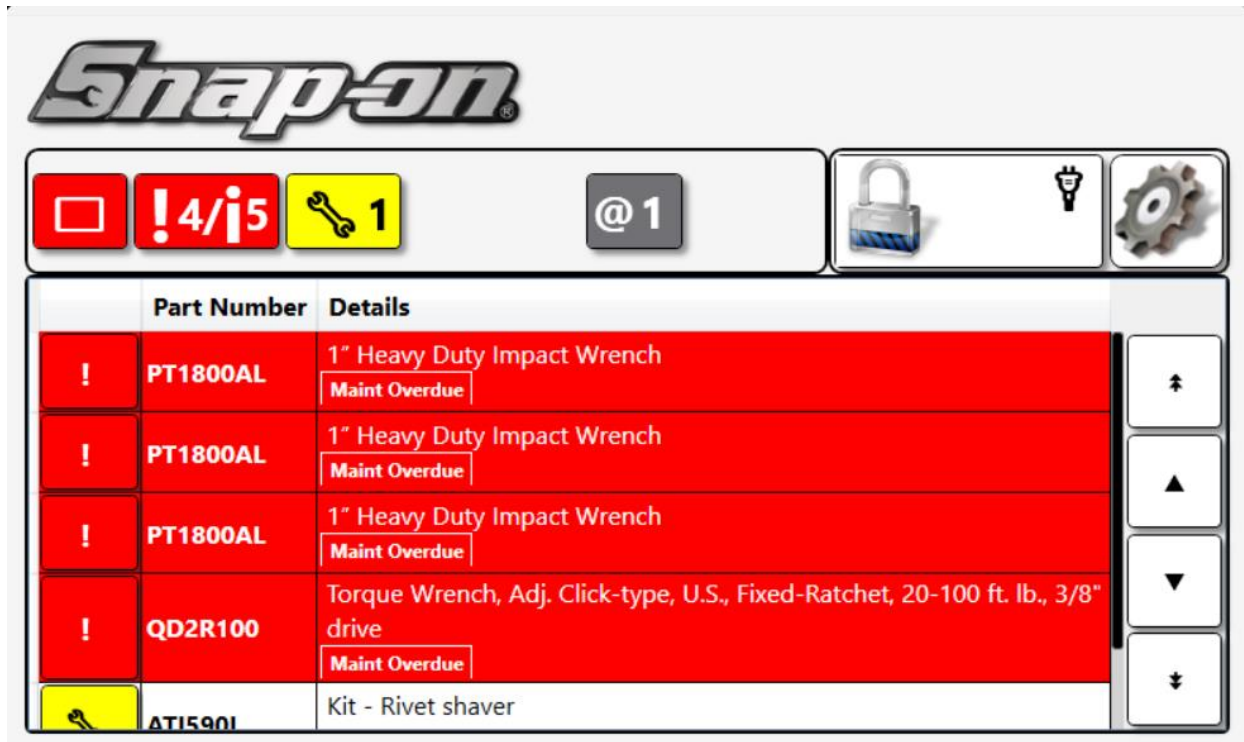 Snap-on®
!4/i5
1
@1
Part Number Details
! PT1800AL 1" Heavy Duty Impact Wrench
Maint Overdue
! PT1800AL 1" Heavy Duty Impact Wrench
Maint Overdue
! PT1800AL 1" Heavy Duty Impact Wrench
Maint Overdue
! QD2R100 Torque Wrench, Adj. Click-type, U.S., Fixed-Ratchet, 20-100 ft. lb., 3/8"
drive
Maint Overdue
Kit - Rivet shaver